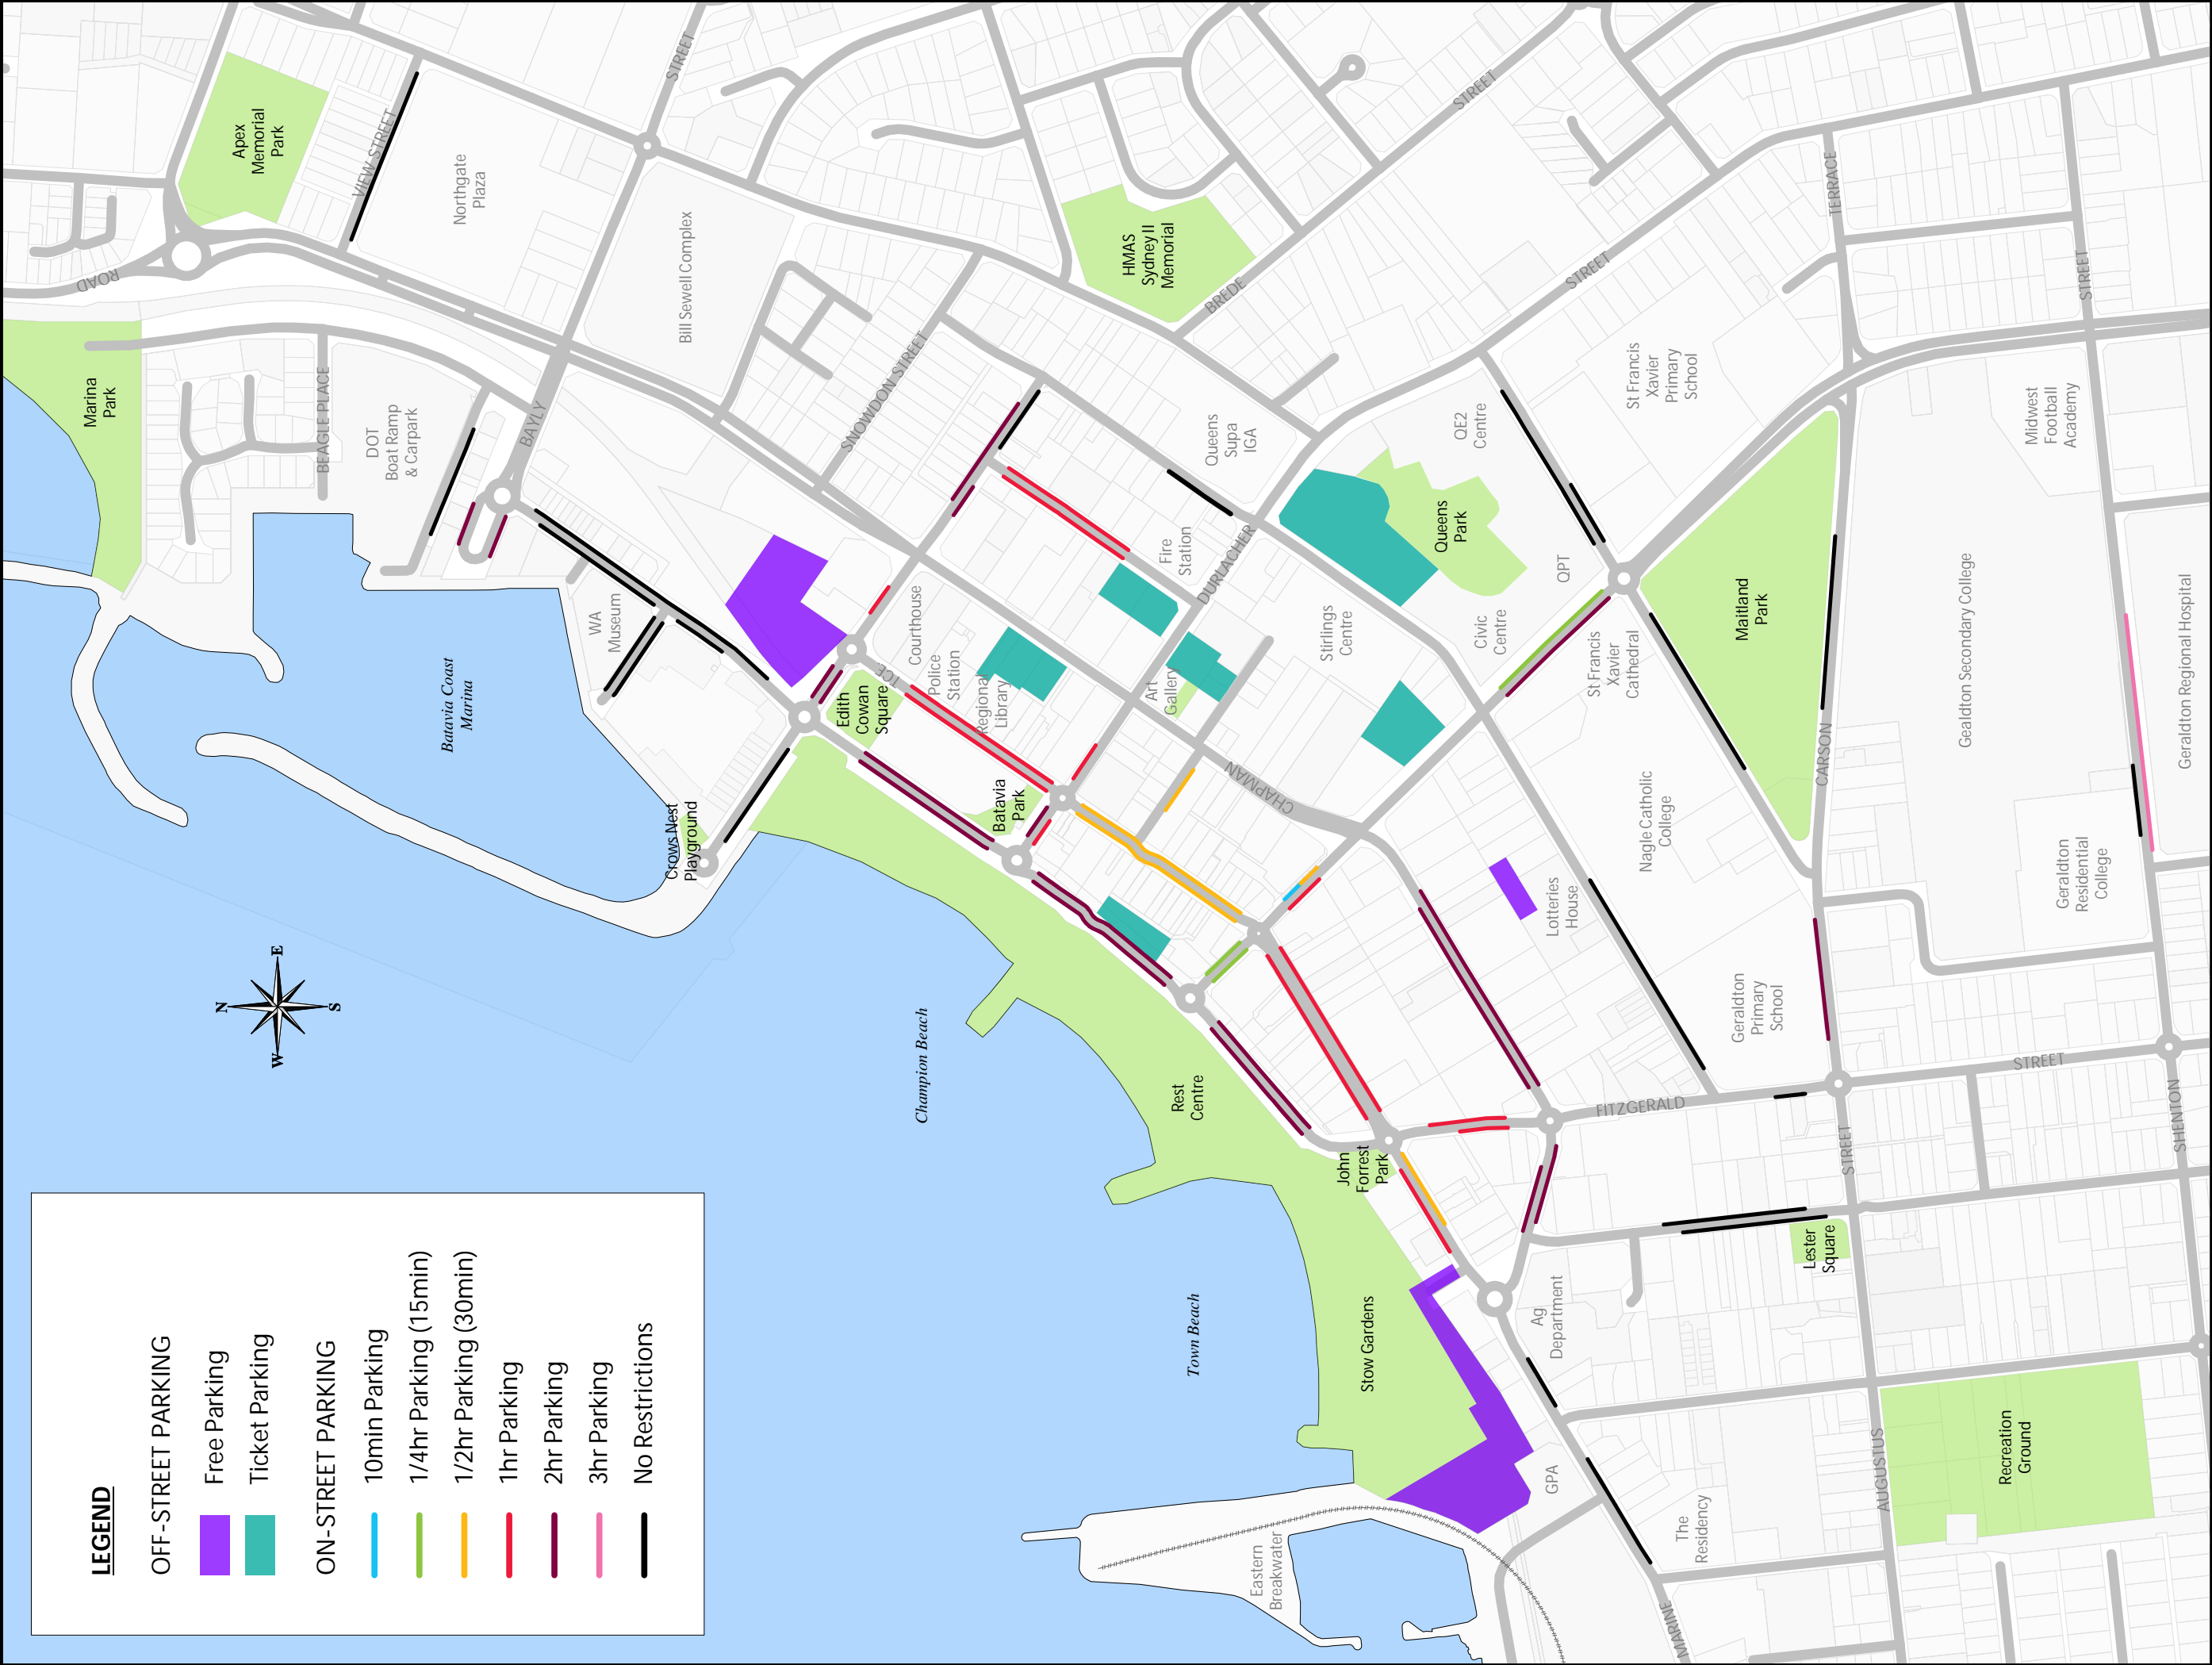 LEGEND
OFF-STREET PARKING
Free Parking
Ticket Parking
ON-STREET PARKING
10min Parking
1/4hr Parking (15min)
1/2hr Parking (30min)
1hr Parking
2hr Parking
3hr Parking
No Restrictions
N
E
S
W
Marina
Park
ROAD
Apex
Memorial
Park
VIEW STREET
Northgate
Plaza
STREET
BEAGLE PLACE
DOT
Boat Ramp
& Carpark
BAYLY
Bill Sewell Complex
SNOWDON STREET
HMAS
Sydney II
Memorial
BREDE
STREET
STREET
TERRACE
STREET
Batavia Coast
Marina
WA
Museum
Crows Nest
Playground
Edith
Cowan
Square
Courthouse
Police
Station
Regional
Library
Batavia
Park
Art
Gallery
Fire
Station
DURLACHER
Queens
Supa
IGA
Stirlings
Centre
CHAPMAN
Queens
Park
QE2
Centre
QPT
Civic
Centre
St Francis
Xavier
Primary
School
St Francis
Xavier
Cathedral
Maitland
Park
CARSON
Midwest
Football
Academy
Gealdton Secondary College
Geraldton Regional Hospital
Geraldton
Residential
College
Nagle Catholic
College
Lotteries
House
Geraldton
Primary
School
Champion Beach
Rest
Centre
John
Forrest
Park
FITZGERALD
STREET
STREET
SHENTON
Lester
Square
Town Beach
Stow Gardens
Ag
Department
GPA
The
Residency
AUGUSTUS
Recreation
Ground
Eastern
Breakwater
MARINE